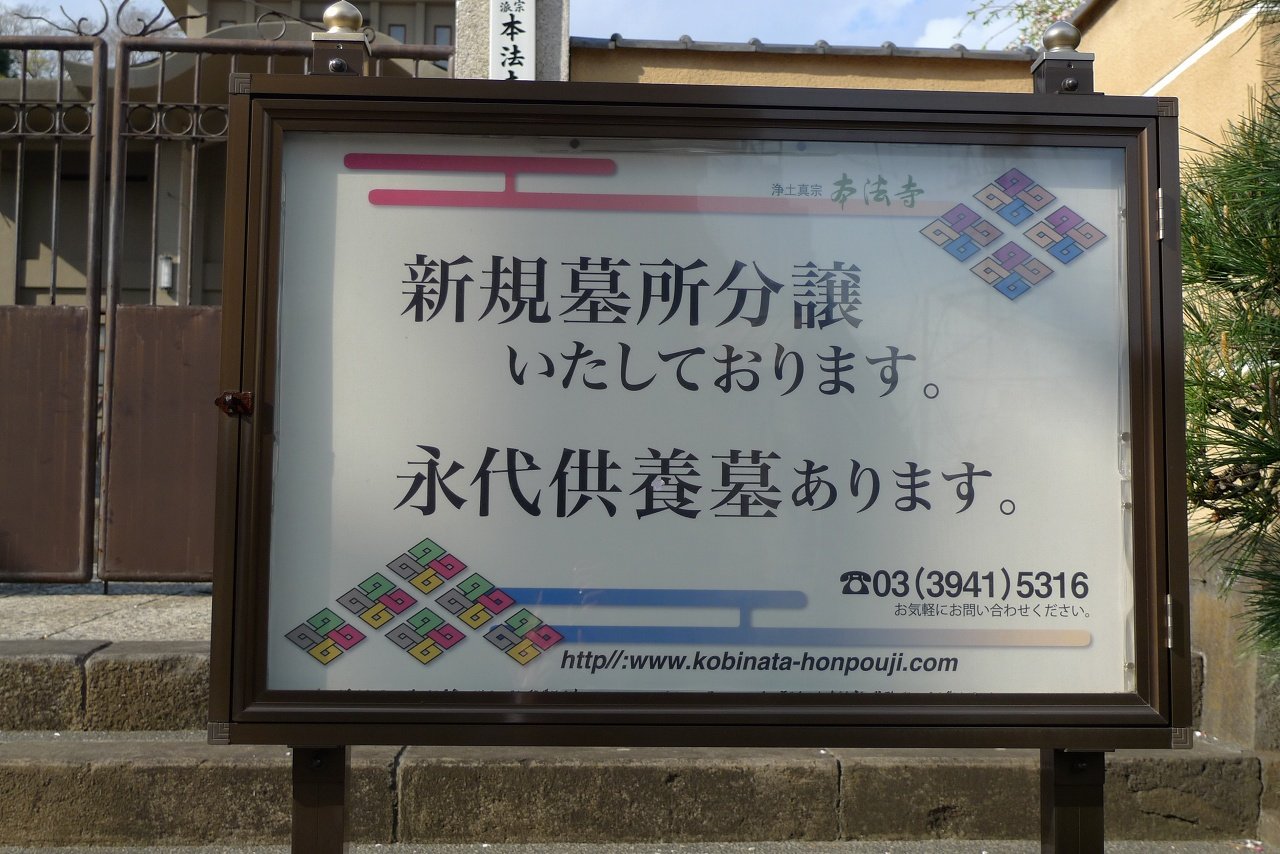 派宗
本法
浄土真宗 本法寺
新規墓所分譲
いたしております。
永代供養墓あります。
☎03(3941)5316
お気軽にお問い合わせください。
http//:www.kobinata-honpouji.com